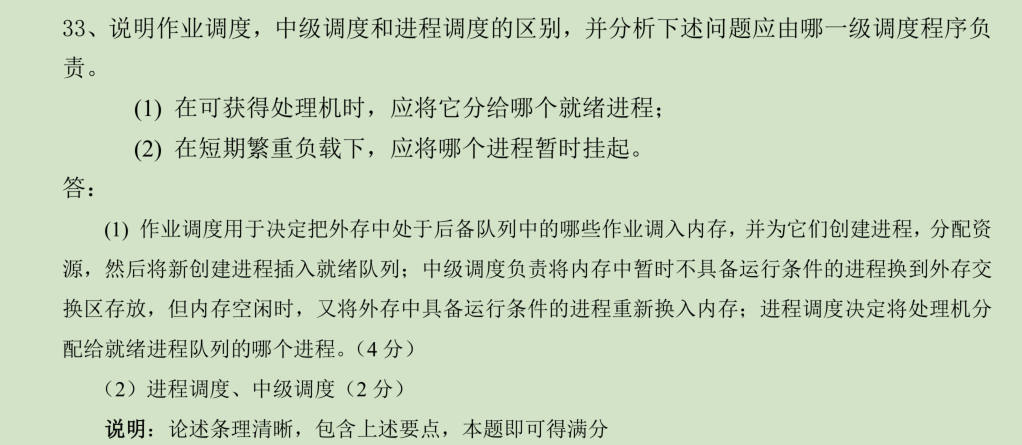 33、说明作业调度，中级调度和进程调度的区别，并分析下述问题应由哪一级调度程序负
责。
(1) 在可获得处理机时，应将它分给哪个就绪进程；
(2) 在短期繁重负载下，应将哪个进程暂时挂起。
答：
(1) 作业调度用于决定把外存中处于后备队列中的哪些作业调入内存，并为它们创建进程，分配资
源，然后将新创建进程插入就绪队列；中级调度负责将内存中暂时不具备运行条件的进程换到外存交
换区存放，但内存空闲时，又将外存中具备运行条件的进程重新换入内存；进程调度决定将处理机分
配给就绪进程队列的哪个进程。（4 分）
（2）进程调度、中级调度（2 分）
说明：论述条理清晰，包含上述要点，本题即可得满分